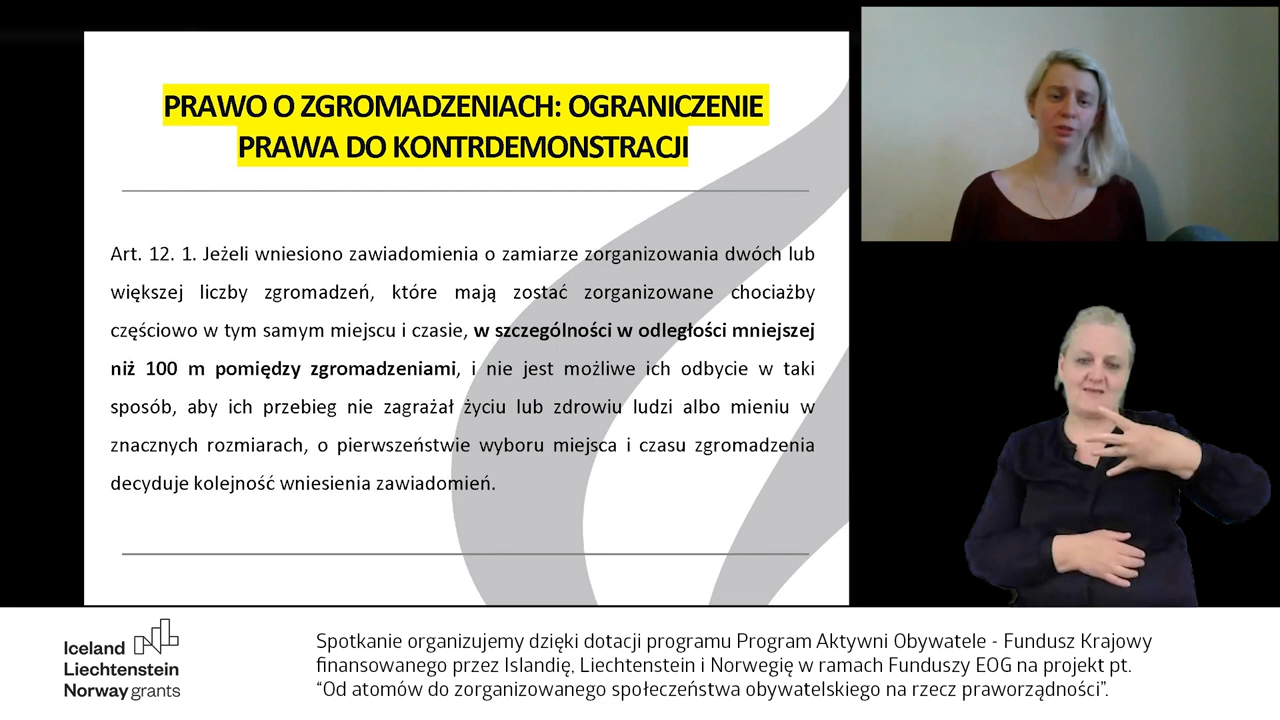 PRAWO O ZGROMADZENIACH: OGRANICZENIE
PRAWA DO KONTRDEMONSTRACJI
Art. 12. 1. Jeżeli wniesiono zawiadomienia o zamiarze zorganizowania dwóch lub
większej liczby zgromadzeń, które mają zostać zorganizowane chociażby
częściowo w tym samym miejscu i czasie, w szczególności w odległości mniejszej
niż 100 m pomiędzy zgromadzeniami, i nie jest możliwe ich odbycie w taki
sposób, aby ich przebieg nie zagrażał życiu lub zdrowiu ludzi albo mieniu w
znacznych rozmiarach, o pierwszeństwie wyboru miejsca i czasu zgromadzenia
decyduje kolejność wniesienia zawiadomień.
Iceland
Liechtenstein
Norway grants
Spotkanie organizujemy dzięki dotacji programu Program Aktywni Obywatele - Fundusz Krajowy
finansowanego przez Islandię, Liechtenstein i Norwegię w ramach Funduszy EOG na projekt pt.
“Od atomów do zorganizowanego społeczeństwa obywatelskiego na rzecz praworządności”.